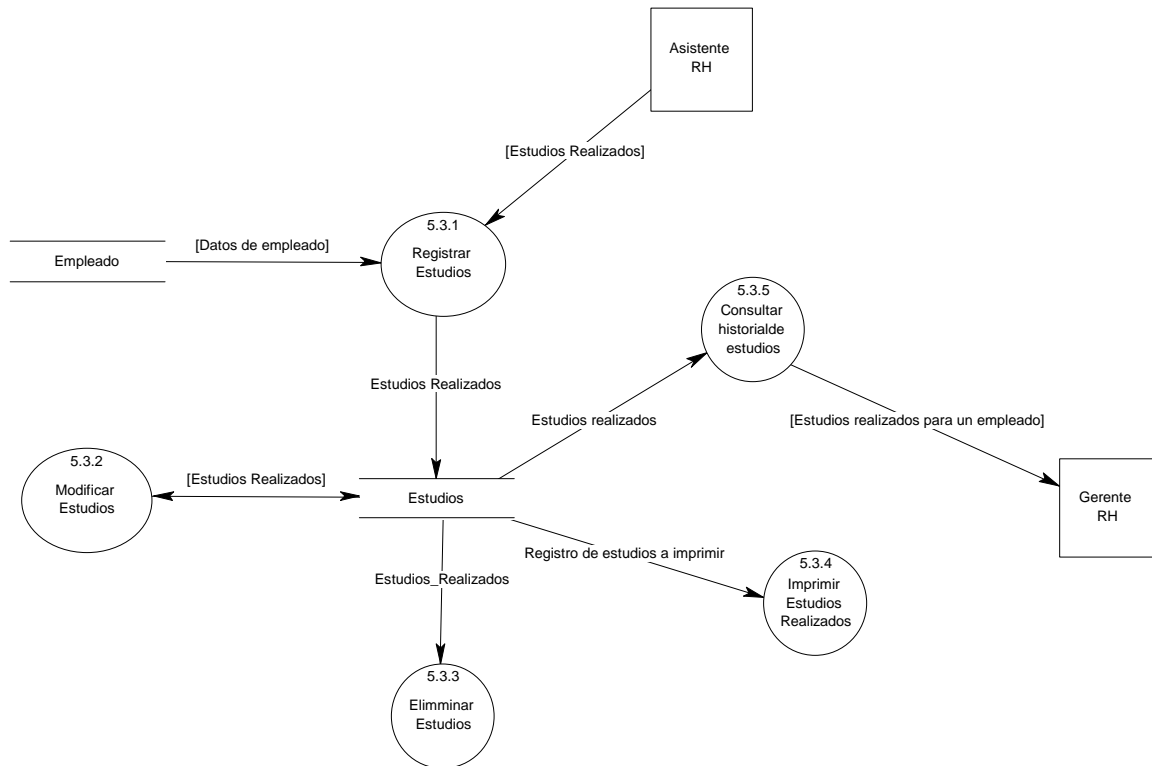 Asistente
RH
[Estudios Realizados]
5.3.1
Registrar
Estudios
[Datos de empleado]
Empleado
5.3.5
Consultar
historialde
estudios
Estudios Realizados
Estudios realizados
[Estudios realizados para un empleado]
5.3.2
Modificar
Estudios
[Estudios Realizados]
Estudios
Gerente
RH
Registro de estudios a imprimir
5.3.4
Imprimir
Estudios
Realizados
Estudios_Realizados
5.3.3
Elimminar
Estudios